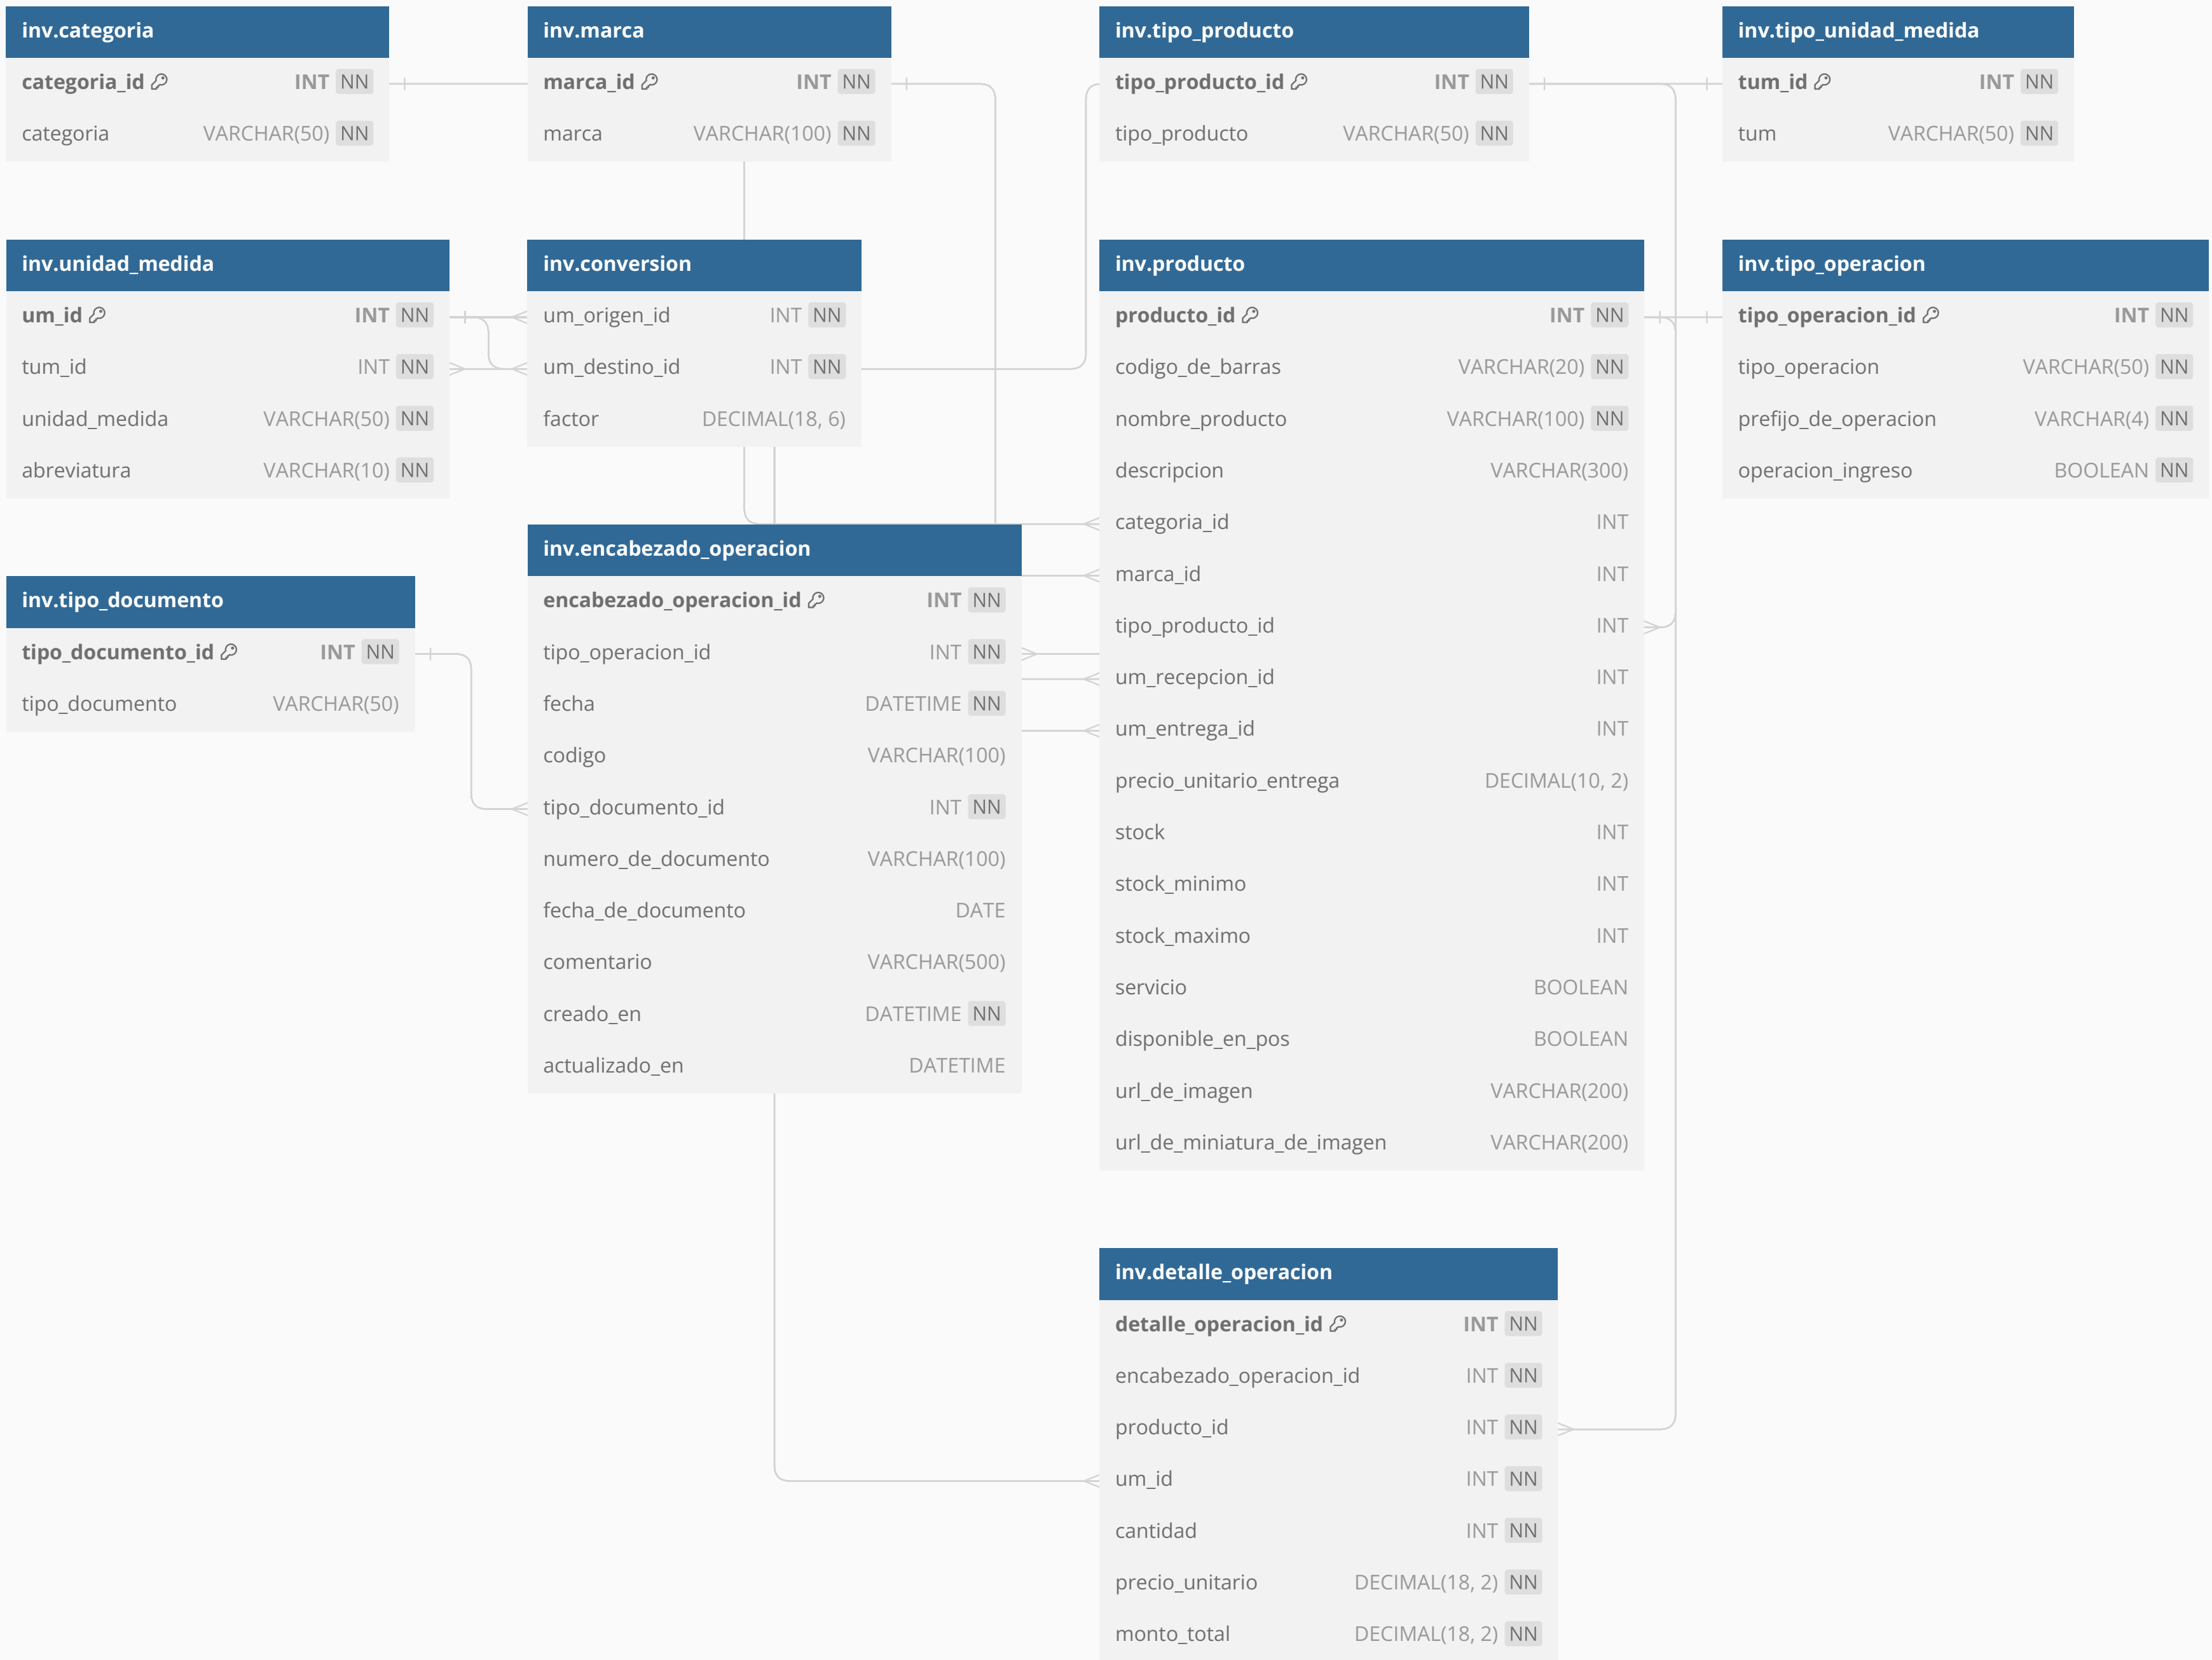 inv.categoria
categoria_id INT NN
categoria VARCHAR(50) NN
inv.marca
marca_id INT NN
marca VARCHAR(100) NN
inv.tipo_producto
tipo_producto_id INT NN
tipo_producto VARCHAR(50) NN
inv.tipo_unidad_medida
tum_id INT NN
tum VARCHAR(50) NN
inv.unidad_medida
um_id INT NN
tum_id INT NN
unidad_medida VARCHAR(50) NN
abreviatura VARCHAR(10) NN
inv.conversion
um_origen_id INT NN
um_destino_id INT NN
factor DECIMAL(18, 6)
inv.producto
producto_id INT NN
codigo_de_barras VARCHAR(20) NN
nombre_producto VARCHAR(100) NN
descripcion VARCHAR(300)
categoria_id INT
marca_id INT
tipo_producto_id INT
um_recepcion_id INT
um_entrega_id INT
precio_unitario_entrega DECIMAL(10, 2)
stock INT
stock_minimo INT
stock_maximo INT
servicio BOOLEAN
disponible_en_pos BOOLEAN
url_de_imagen VARCHAR(200)
url_de_miniatura_de_imagen VARCHAR(200)
inv.tipo_operacion
tipo_operacion_id INT NN
tipo_operacion VARCHAR(50) NN
prefijo_de_operacion VARCHAR(4) NN
operacion_ingreso BOOLEAN NN
inv.tipo_documento
tipo_documento_id INT NN
tipo_documento VARCHAR(50)
inv.encabezado_operacion
encabezado_operacion_id INT NN
tipo_operacion_id INT NN
fecha DATETIME NN
codigo VARCHAR(100)
tipo_documento_id INT NN
numero_de_documento VARCHAR(100)
fecha_de_documento DATE
comentario VARCHAR(500)
creado_en DATETIME NN
actualizado_en DATETIME
inv.detalle_operacion
detalle_operacion_id INT NN
encabezado_operacion_id INT NN
producto_id INT NN
um_id INT NN
cantidad INT NN
precio_unitario DECIMAL(18, 2) NN
monto_total DECIMAL(18, 2) NN